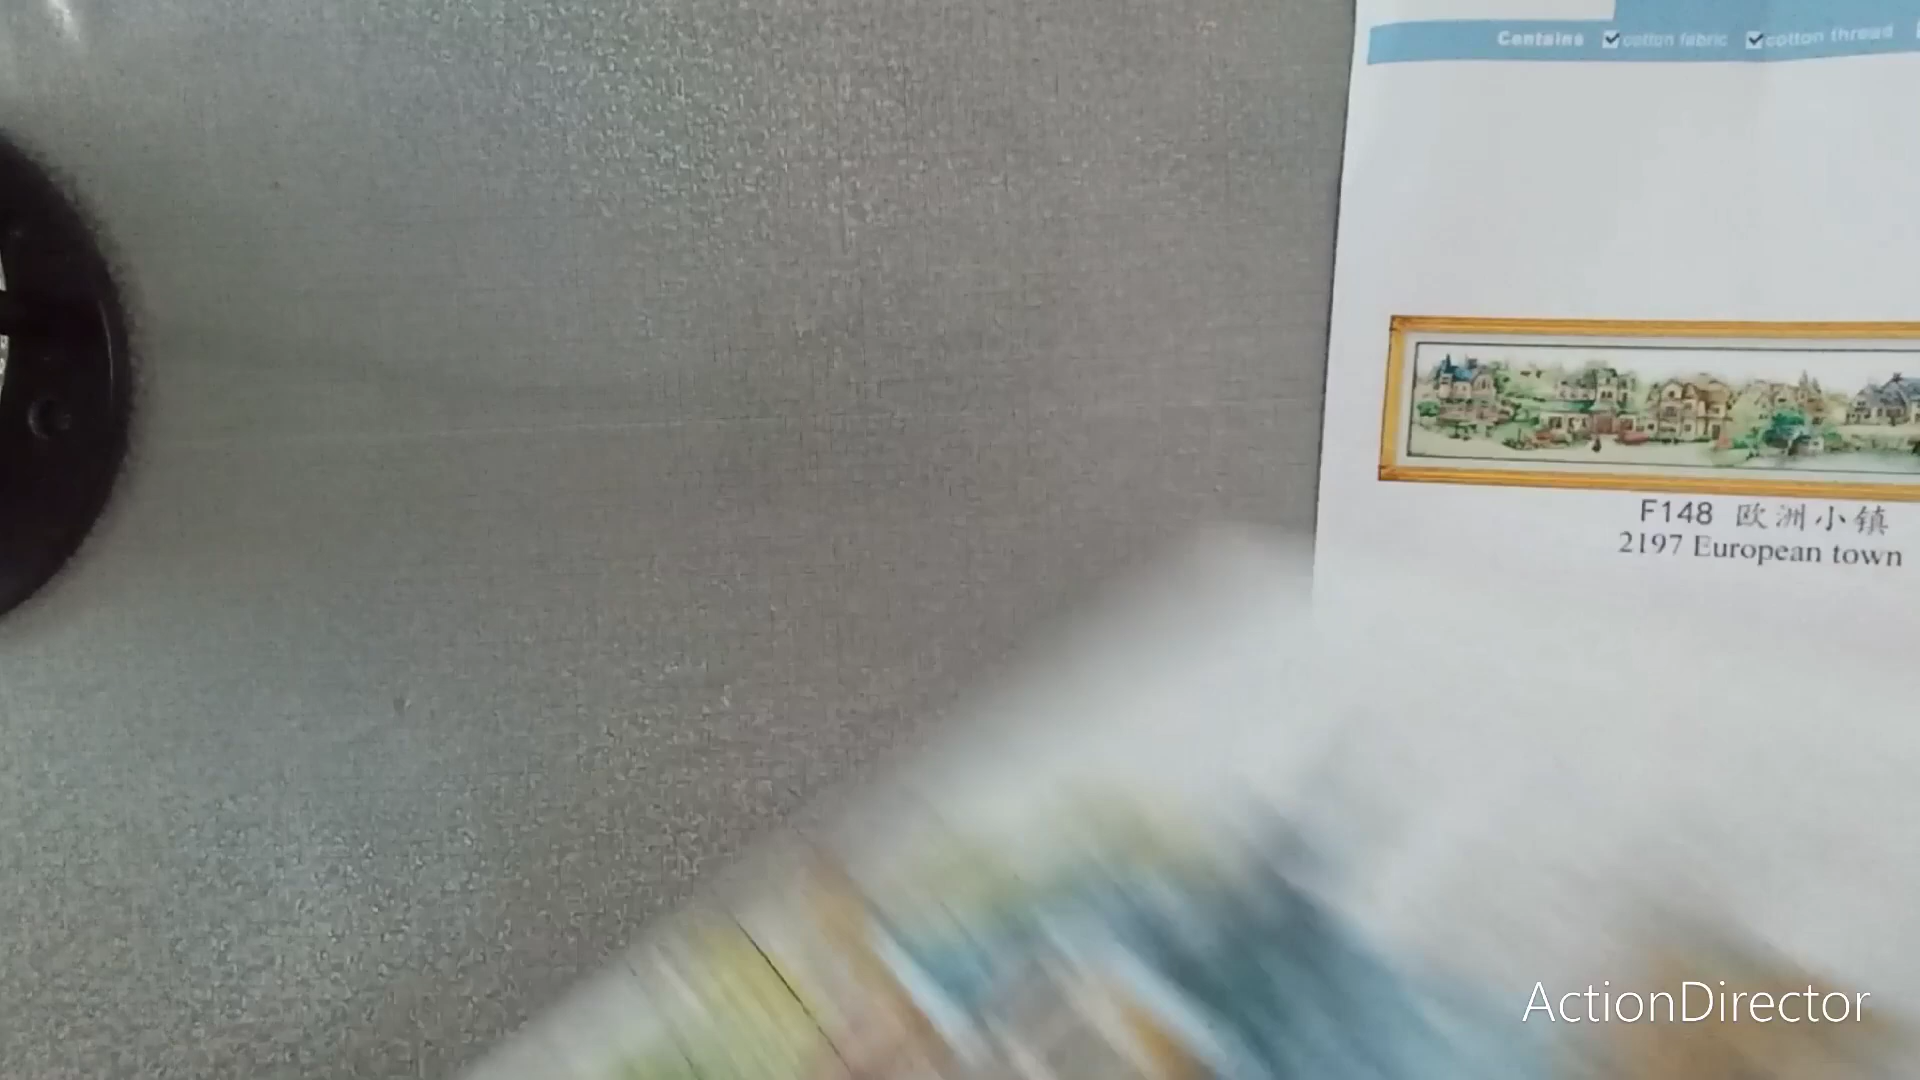 Contains cotton fabric cotton thread
F148 欧洲小镇
2197 European town
ActionDirector